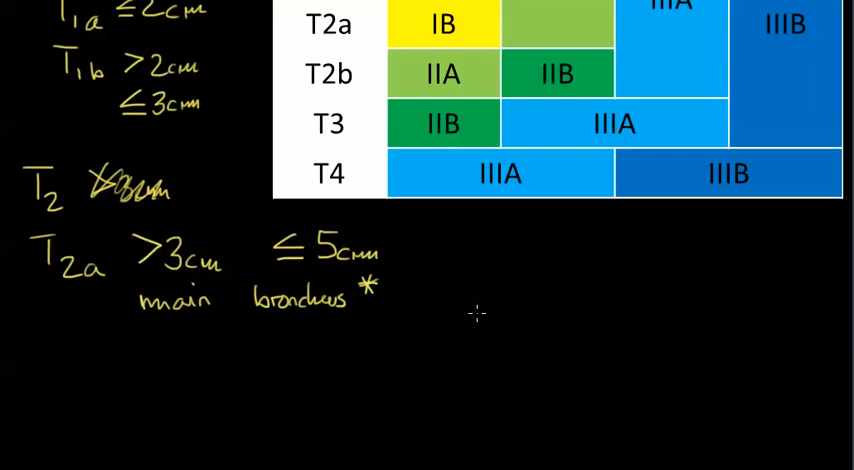 T1a ≤2cm
T1b >2cm
≤3cm
T2
T2a >3cm ≤5cm
main bronchus *
IIIA
T2a IB IIIB
T2b IIA IIB
T3 IIB IIIA
T4 IIIA IIIB